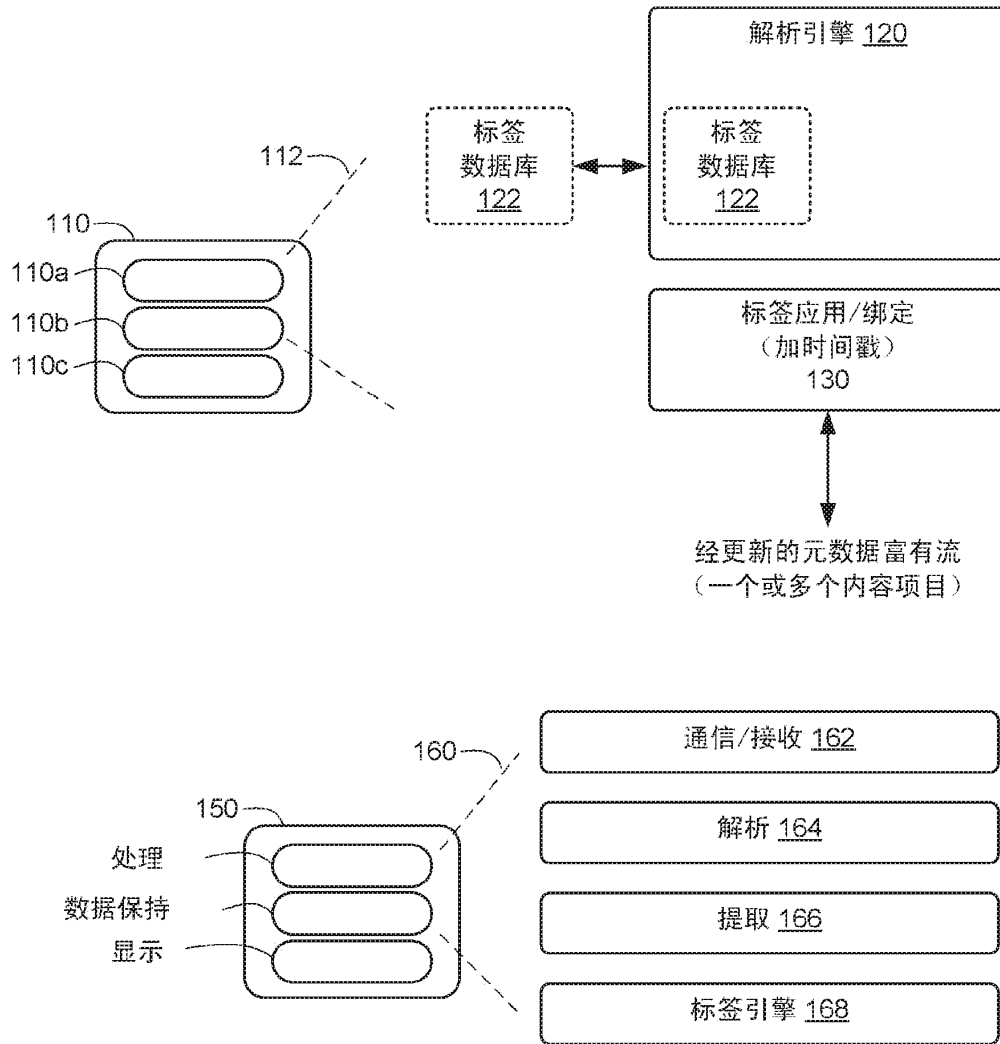 解析引擎 120
标签
数据库
122
标签
数据库
122
112
110
110a
110b
110c
标签应用/绑定
（加时间戳）
130
经更新的元数据富有流
（一个或多个内容项目）
160
150
处理
数据保持
显示
通信/接收 162
解析 164
提取 166
标签引擎 168